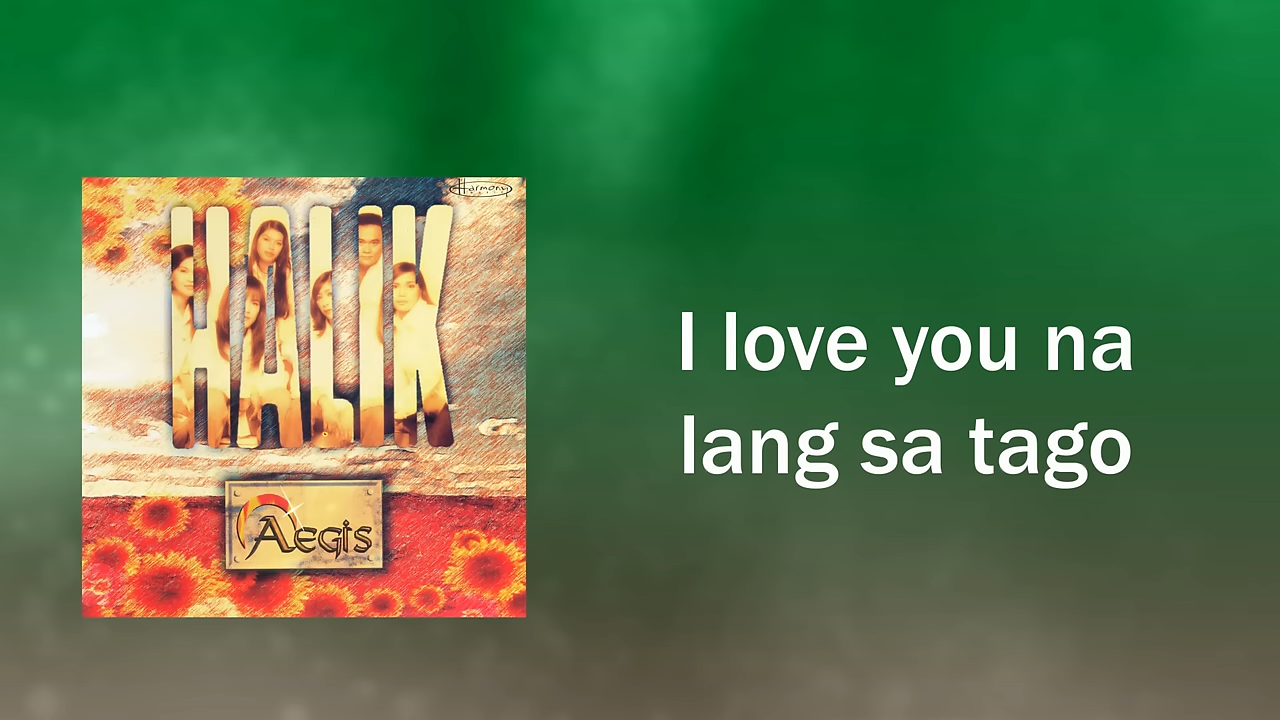 Harmony
HALIK
Aegis
I love you na
lang sa tago